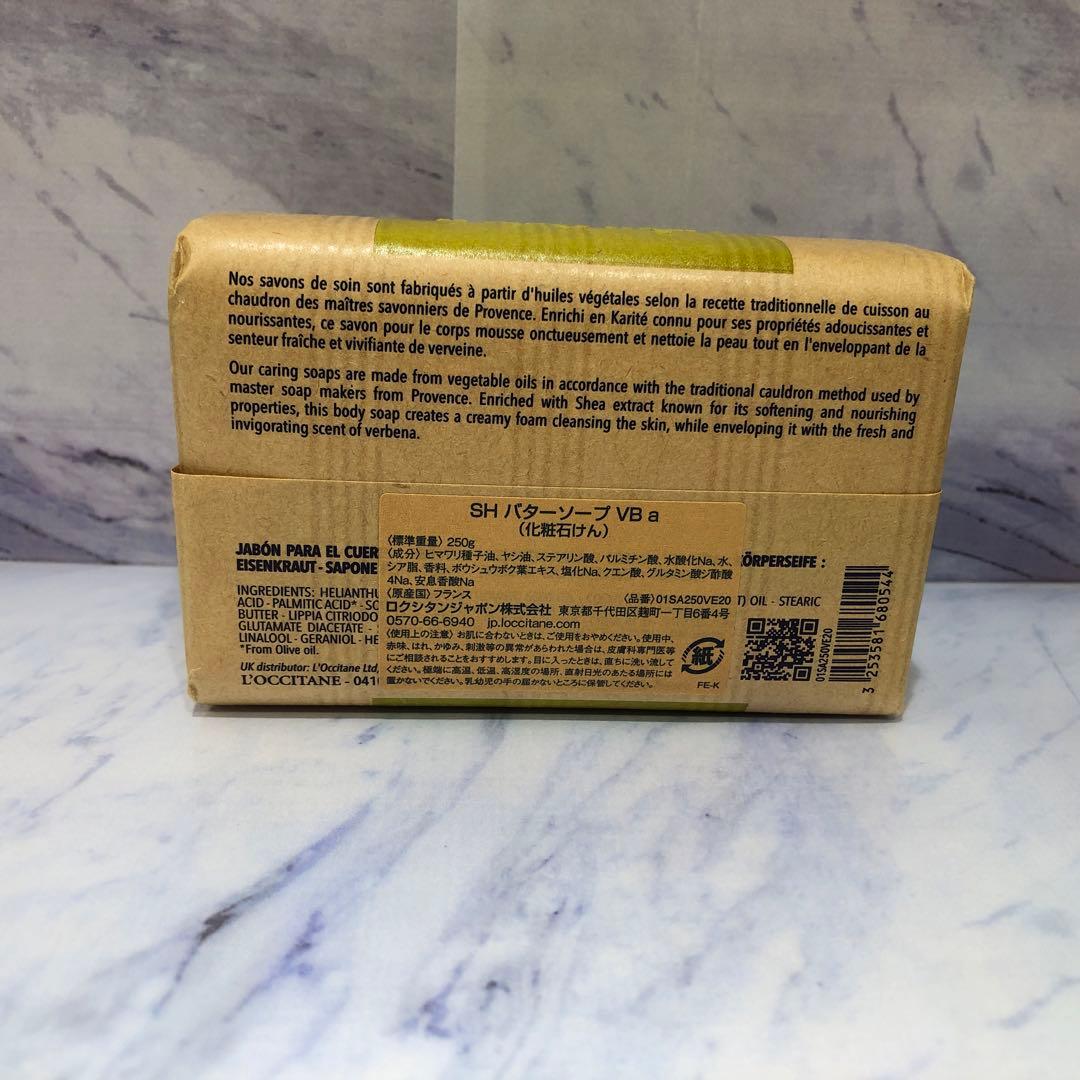 Nos savons de soin sont fabriqués à partir d'huiles végétales selon la recette traditionnelle de cuisson au
chaudron des maîtres savonniers de Provence. Enrichi en Karité connu pour ses propriétés adoucissantes et
nourissantes, ce savon pour le corps mousse onctueusement et nettoie la peau tout en l'enveloppant de la
senteur fraîche et vivifiante de verveine.
Our caring soaps are made from vegetable oils in accordance with the traditional cauldron method used by
master soap makers from Provence. Enriched with Shea extract known for its softening and nourishing
properties, this body soap creates a creamy foam cleansing the skin, while enveloping it with the fresh and
invigorating scent of verbena.
SH バターソープ VB a
（化粧石けん）
〈標準重量〉250g
〈成分〉ヒマワリ種子油、ヤシ油、ステアリン酸、パルミチン酸、水酸化Na、水、
シア脂、香料、ボウシュウボク葉エキス、塩化Na、クエン酸、グルタミン酸ジ酢酸
4Na、安息香酸Na
〈原産国〉フランス 〈品番〉01SA250VE20
ロクシタンジャポン株式会社 東京都千代田区麹町一丁目6番4号
0570-66-6940 jp.loccitane.com
〈使用上の注意〉お肌に合わないときは、ご使用をおやめください。使用中、
赤味、はれ、かゆみ、刺激等の異常があらわれた場合は、皮膚科専門医等
にご相談されることをおすすめします。目に入ったときは、直ちに洗い流して
ください。極端に高温、低温、高湿度の場所、直射日光のあたる場所には
置かないでください。乳幼児の手の届かないところに保管してください。
紙
FE-K
JABÓN PARA EL CUER
EISENKRAUT - SAPONE
INGREDIENTS: HELIANTHU
ACID - PALMITIC ACID* - SO
BUTTER - LIPPIA CITRIODO
GLUTAMATE DIACETATE -
LINALOOL - GERANIOL - HE
*From Olive oil.
UK distributor: L'Occitane Ltd,
L'OCCITANE - 0410
ÖRPERSEIFE :
T) OIL - STEARIC
01SA250VE20
3 253581 680544